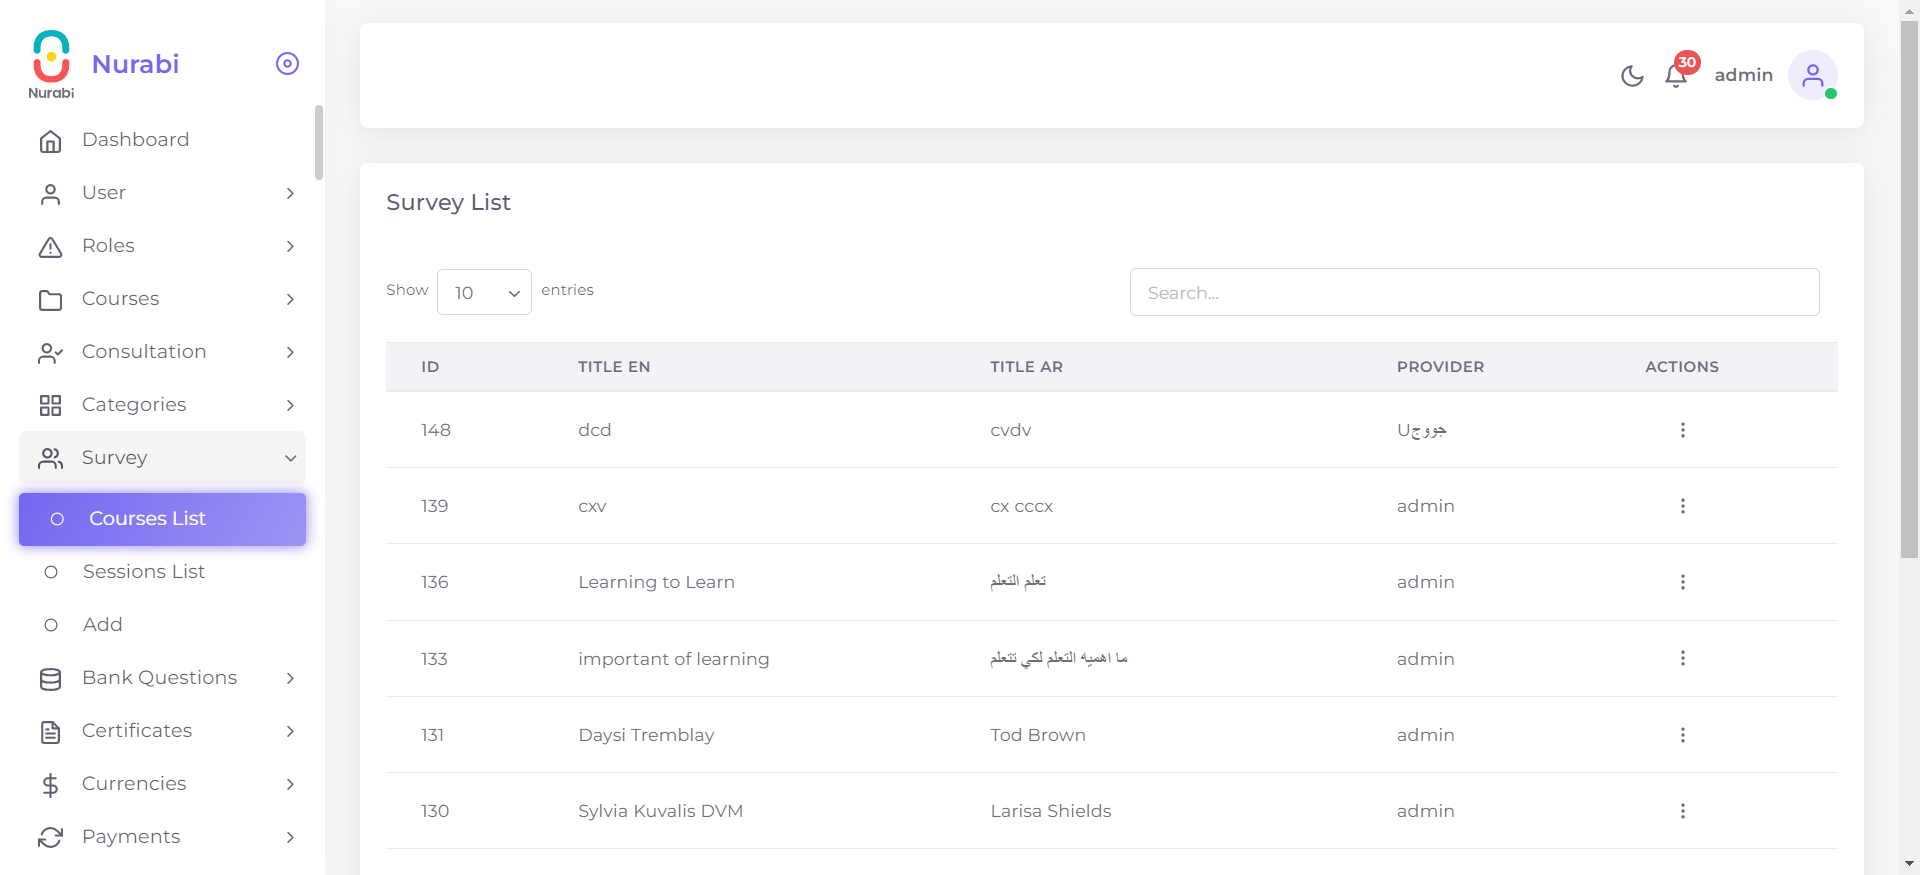 Nurabi
Nurabi
Dashboard
User
Roles
Courses
Consultation
Categories
Survey
Courses List
Sessions List
Add
Bank Questions
Certificates
Currencies
Payments
30
admin
Survey List
Show 10 entries
Search...
ID TITLE EN TITLE AR PROVIDER ACTIONS
148 dcd cvdv Uجووج
139 cxv cx cccx admin
136 Learning to Learn تعلم التعلم admin
133 important of learning ما اهميه التعلم لكي تتعلم admin
131 Daysi Tremblay Tod Brown admin
130 Sylvia Kuvalis DVM Larisa Shields admin